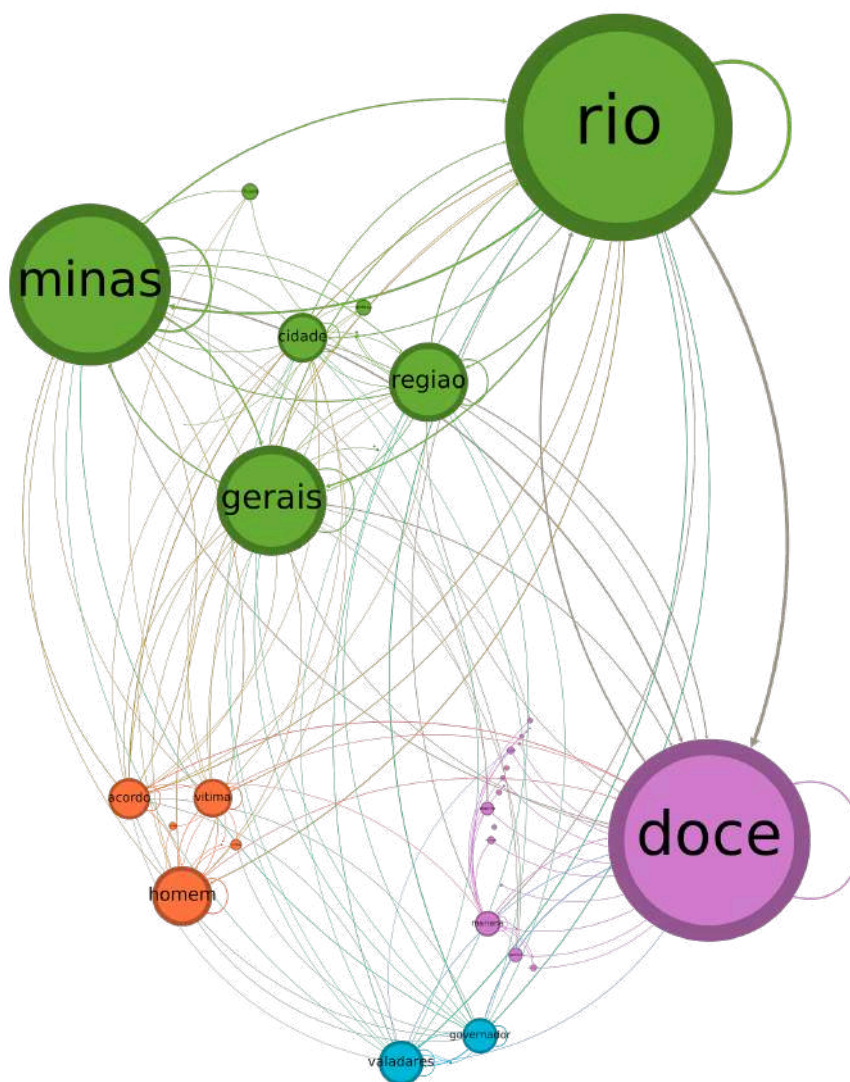 rio
minas
cidade
regiao
gerais
acordo
vitima
doce
homem
governador
valadares